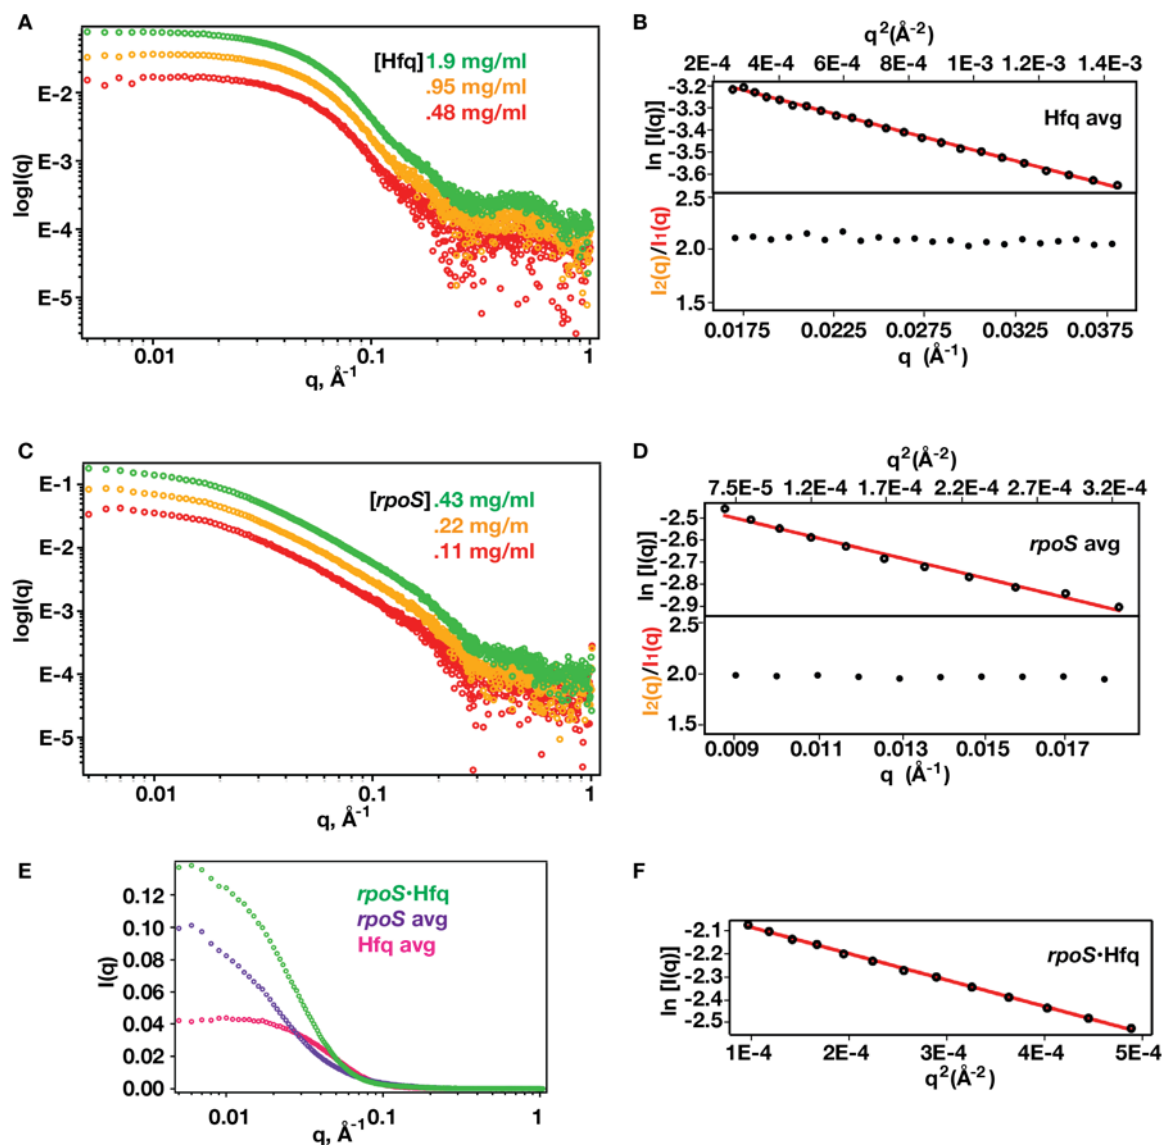 A
logI(q)
E−2
E−3
E−4
E−5
[Hfq] 1.9 mg/ml
.95 mg/ml
.48 mg/ml
0.01 0.1 1
q, Å⁻¹
B
q²(Å⁻²)
2E-4 4E-4 6E-4 8E-4 1E-3 1.2E-3 1.4E-3
ln [I(q)]
-3.2
-3.3
-3.4
-3.5
-3.6
Hfq avg
I₂(q)/I₁(q)
2.5
2.0
1.5
0.0175 0.0225 0.0275 0.0325 0.0375
q (Å⁻¹)
C
logI(q)
E−1
E−2
E−3
E−4
E−5
[rpoS] .43 mg/ml
.22 mg/m
.11 mg/ml
0.01 0.1 1
q, Å⁻¹
D
q²(Å⁻²)
7.5E-5 1.2E-4 1.7E-4 2.2E-4 2.7E-4 3.2E-4
ln [I(q)]
-2.5
-2.6
-2.7
-2.8
-2.9
rpoS avg
I₂(q)/I₁(q)
2.5
2.0
1.5
0.009 0.011 0.013 0.015 0.017
q (Å⁻¹)
E
I(q)
0.12
0.10
0.08
0.06
0.04
0.02
0.00
rpoS•Hfq
rpoS avg
Hfq avg
0.01 0.1 1
q, Å⁻¹
F
ln [I(q)]
-2.1
-2.2
-2.3
-2.4
-2.5
rpoS•Hfq
1E-4 2E-4 3E-4 4E-4 5E-4
q²(Å⁻²)